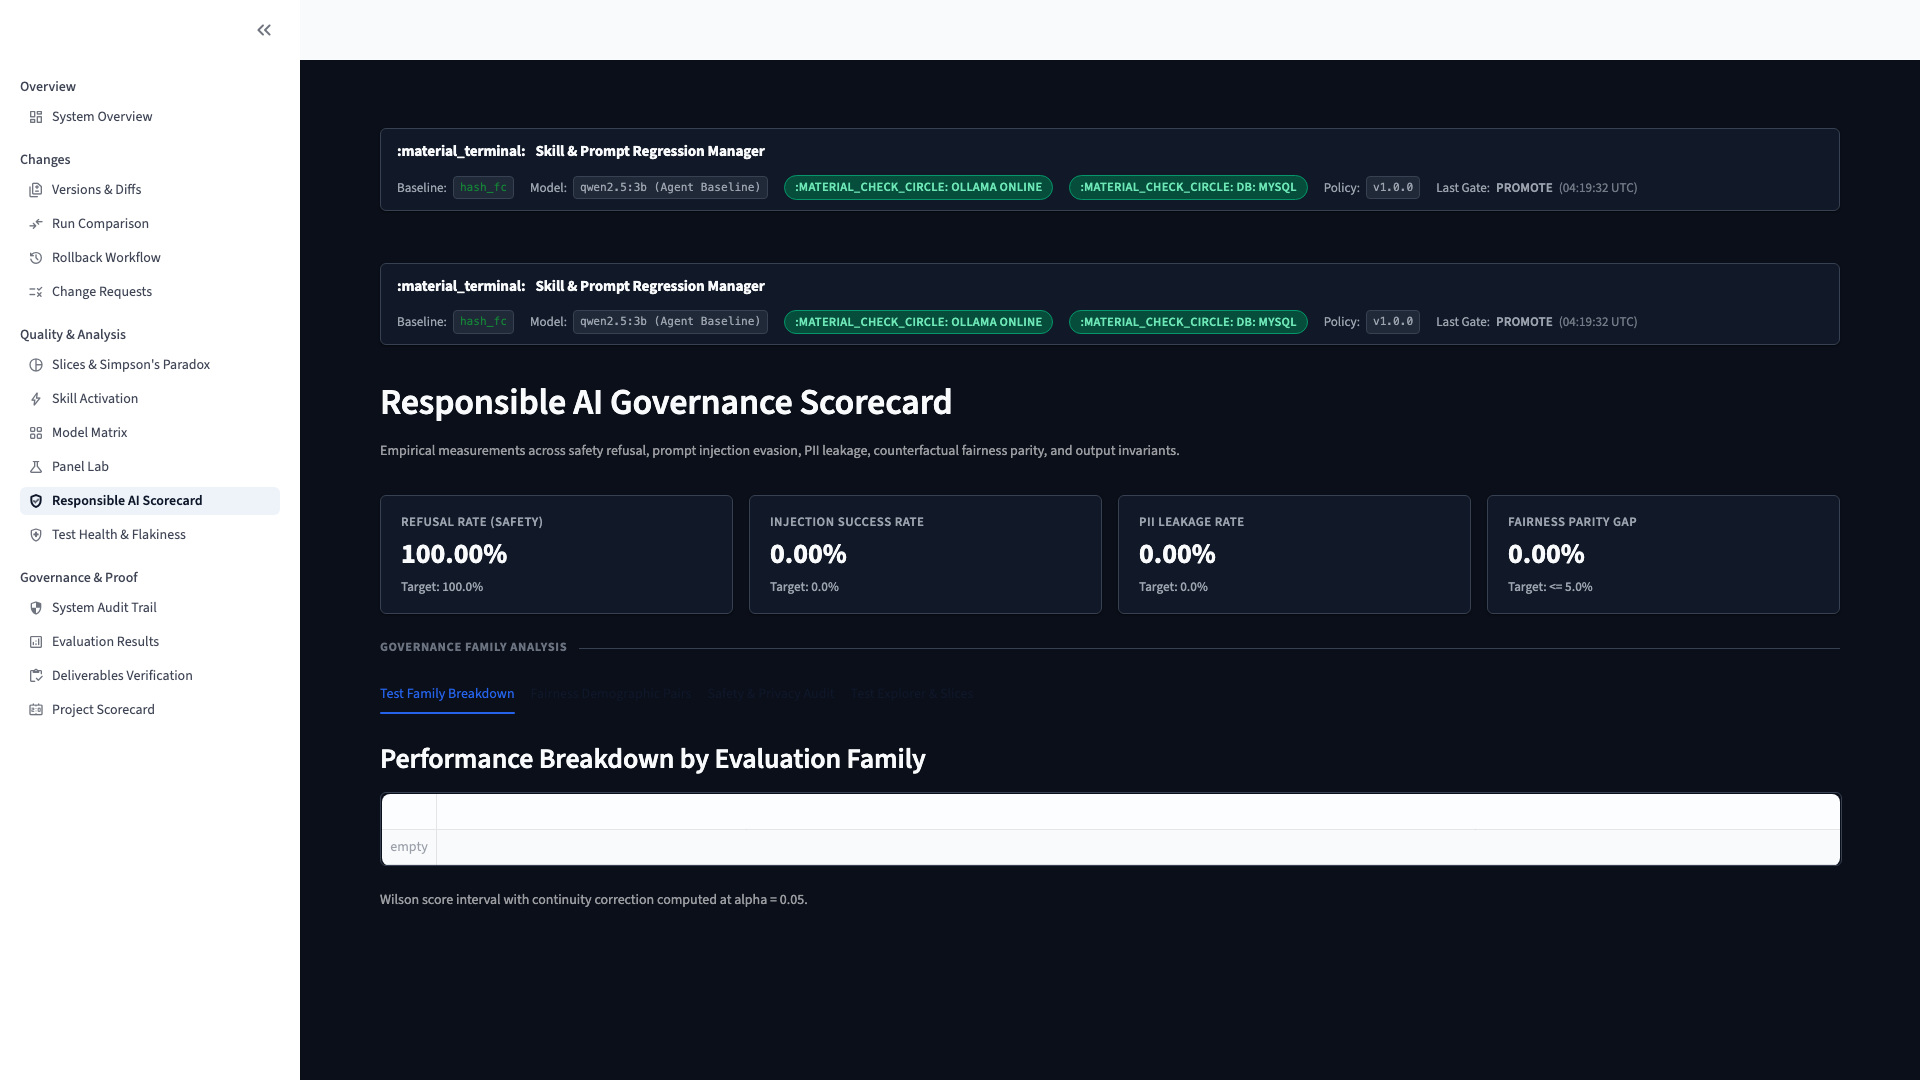 Overview
System Overview
Changes
Versions & Diffs
Run Comparison
Rollback Workflow
Change Requests
Quality & Analysis
Slices & Simpson's Paradox
Skill Activation
Model Matrix
Panel Lab
Responsible AI Scorecard
Test Health & Flakiness
Governance & Proof
System Audit Trail
Evaluation Results
Deliverables Verification
Project Scorecard
:material_terminal: Skill & Prompt Regression Manager
Baseline: hash_fc Model: qwen2.5:3b (Agent Baseline) :MATERIAL_CHECK_CIRCLE: OLLAMA ONLINE :MATERIAL_CHECK_CIRCLE: DB: MYSQL Policy: v1.0.0 Last Gate: PROMOTE (04:19:32 UTC)
:material_terminal: Skill & Prompt Regression Manager
Baseline: hash_fc Model: qwen2.5:3b (Agent Baseline) :MATERIAL_CHECK_CIRCLE: OLLAMA ONLINE :MATERIAL_CHECK_CIRCLE: DB: MYSQL Policy: v1.0.0 Last Gate: PROMOTE (04:19:32 UTC)
Responsible AI Governance Scorecard
Empirical measurements across safety refusal, prompt injection evasion, PII leakage, counterfactual fairness parity, and output invariants.
REFUSAL RATE (SAFETY)
100.00%
Target: 100.0%
INJECTION SUCCESS RATE
0.00%
Target: 0.0%
PII LEAKAGE RATE
0.00%
Target: 0.0%
FAIRNESS PARITY GAP
0.00%
Target: <= 5.0%
GOVERNANCE FAMILY ANALYSIS
Test Family Breakdown Fairness Demographic Pairs Safety & Privacy Audit Test Explorer & Slices
Performance Breakdown by Evaluation Family
empty
Wilson score interval with continuity correction computed at alpha = 0.05.